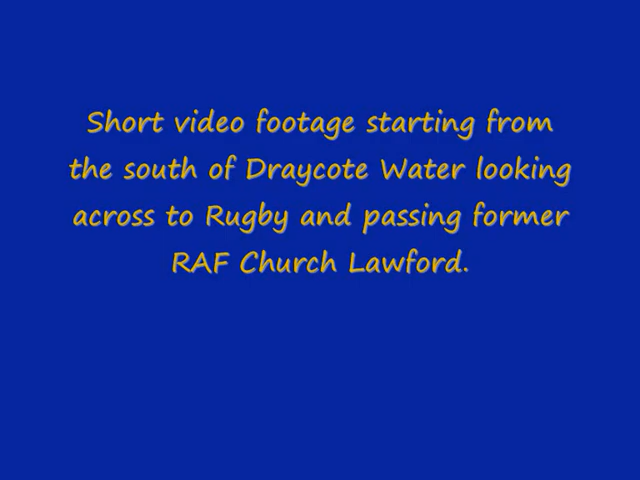 Short video footage starting from
the south of Draycote Water looking
across to Rugby and passing former
RAF Church Lawford.